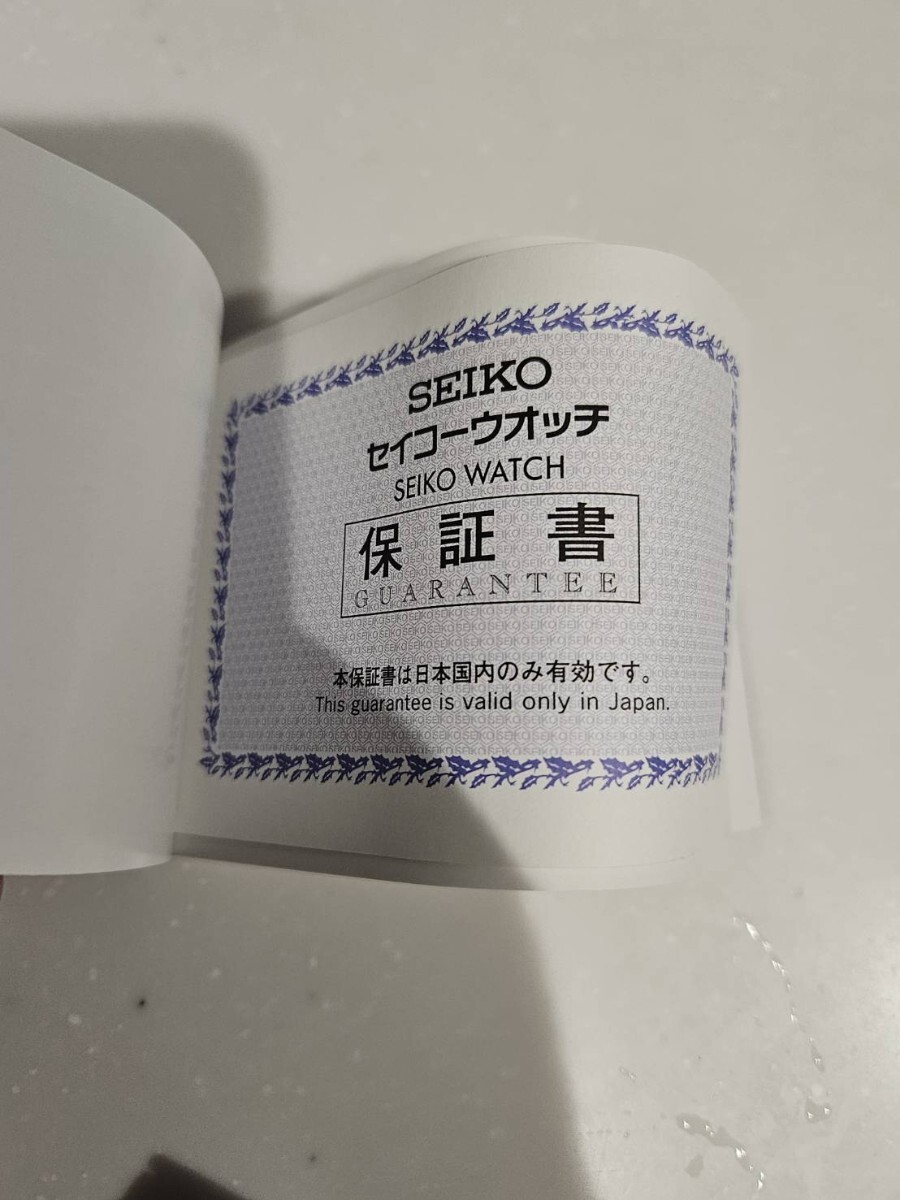 SEIKO
セイコーウオッチ
SEIKO WATCH
保証書
GUARANTEE
本保証書は日本国内のみ有効です。
This guarantee is valid only in Japan.